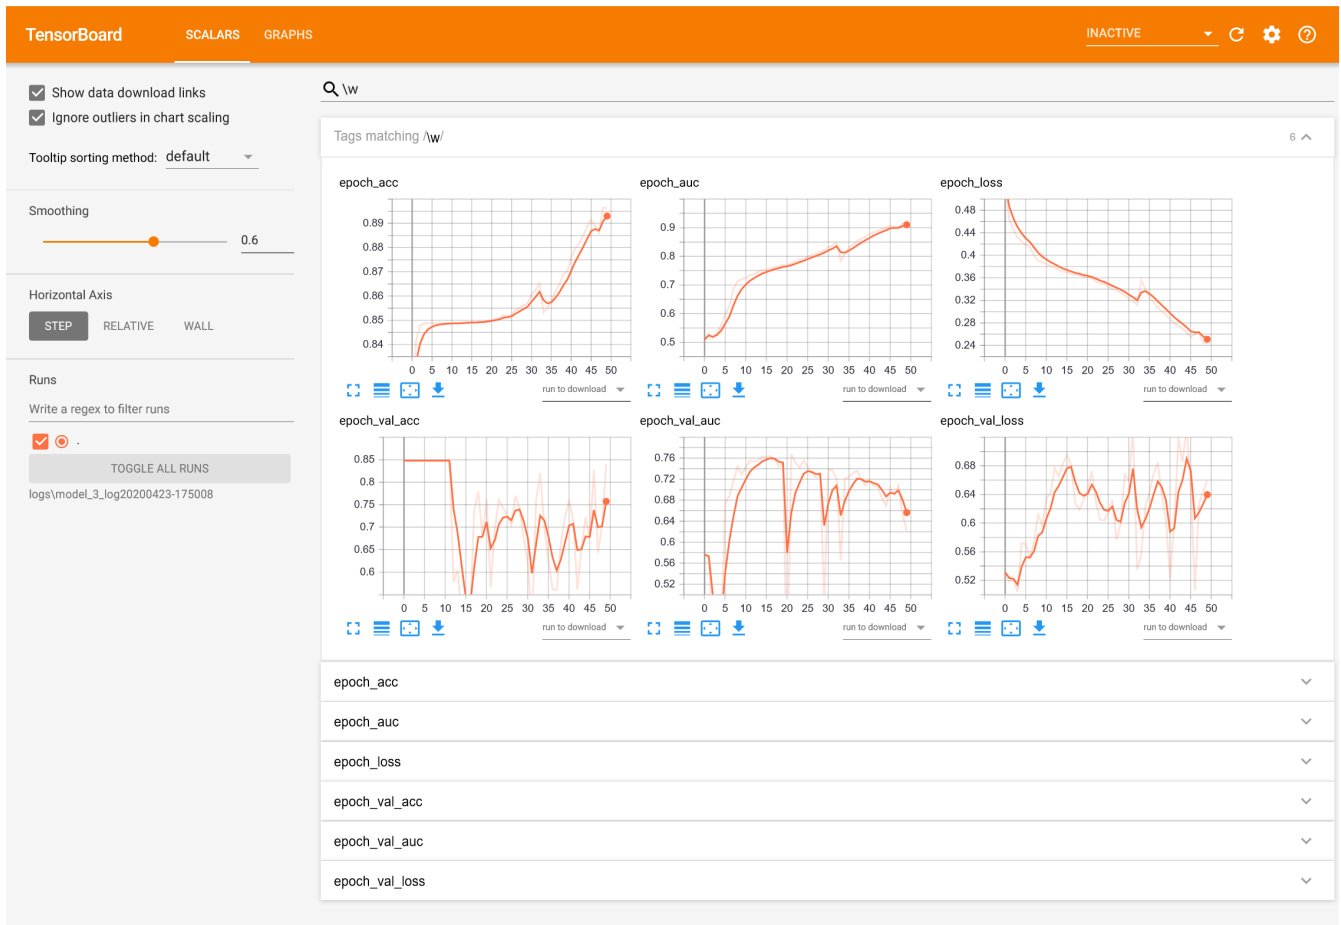 TensorBoard SCALARS GRAPHS INACTIVE
Show data download links
Ignore outliers in chart scaling
Tooltip sorting method: default
Smoothing
0.6
Horizontal Axis
STEP RELATIVE WALL
Runs
Write a regex to filter runs
.
TOGGLE ALL RUNS
logs\model_3_log20200423-175008
\w
Tags matching /\w/ 6
epoch_acc
0.89
0.88
0.87
0.86
0.85
0.84
0 5 10 15 20 25 30 35 40 45 50
run to download
epoch_auc
0.9
0.8
0.7
0.6
0.5
0 5 10 15 20 25 30 35 40 45 50
run to download
epoch_loss
0.48
0.44
0.4
0.36
0.32
0.28
0.24
0 5 10 15 20 25 30 35 40 45 50
run to download
epoch_val_acc
0.85
0.8
0.75
0.7
0.65
0.6
0 5 10 15 20 25 30 35 40 45 50
run to download
epoch_val_auc
0.76
0.72
0.68
0.64
0.6
0.56
0.52
0 5 10 15 20 25 30 35 40 45 50
run to download
epoch_val_loss
0.68
0.64
0.6
0.56
0.52
0 5 10 15 20 25 30 35 40 45 50
run to download
epoch_acc
epoch_auc
epoch_loss
epoch_val_acc
epoch_val_auc
epoch_val_loss